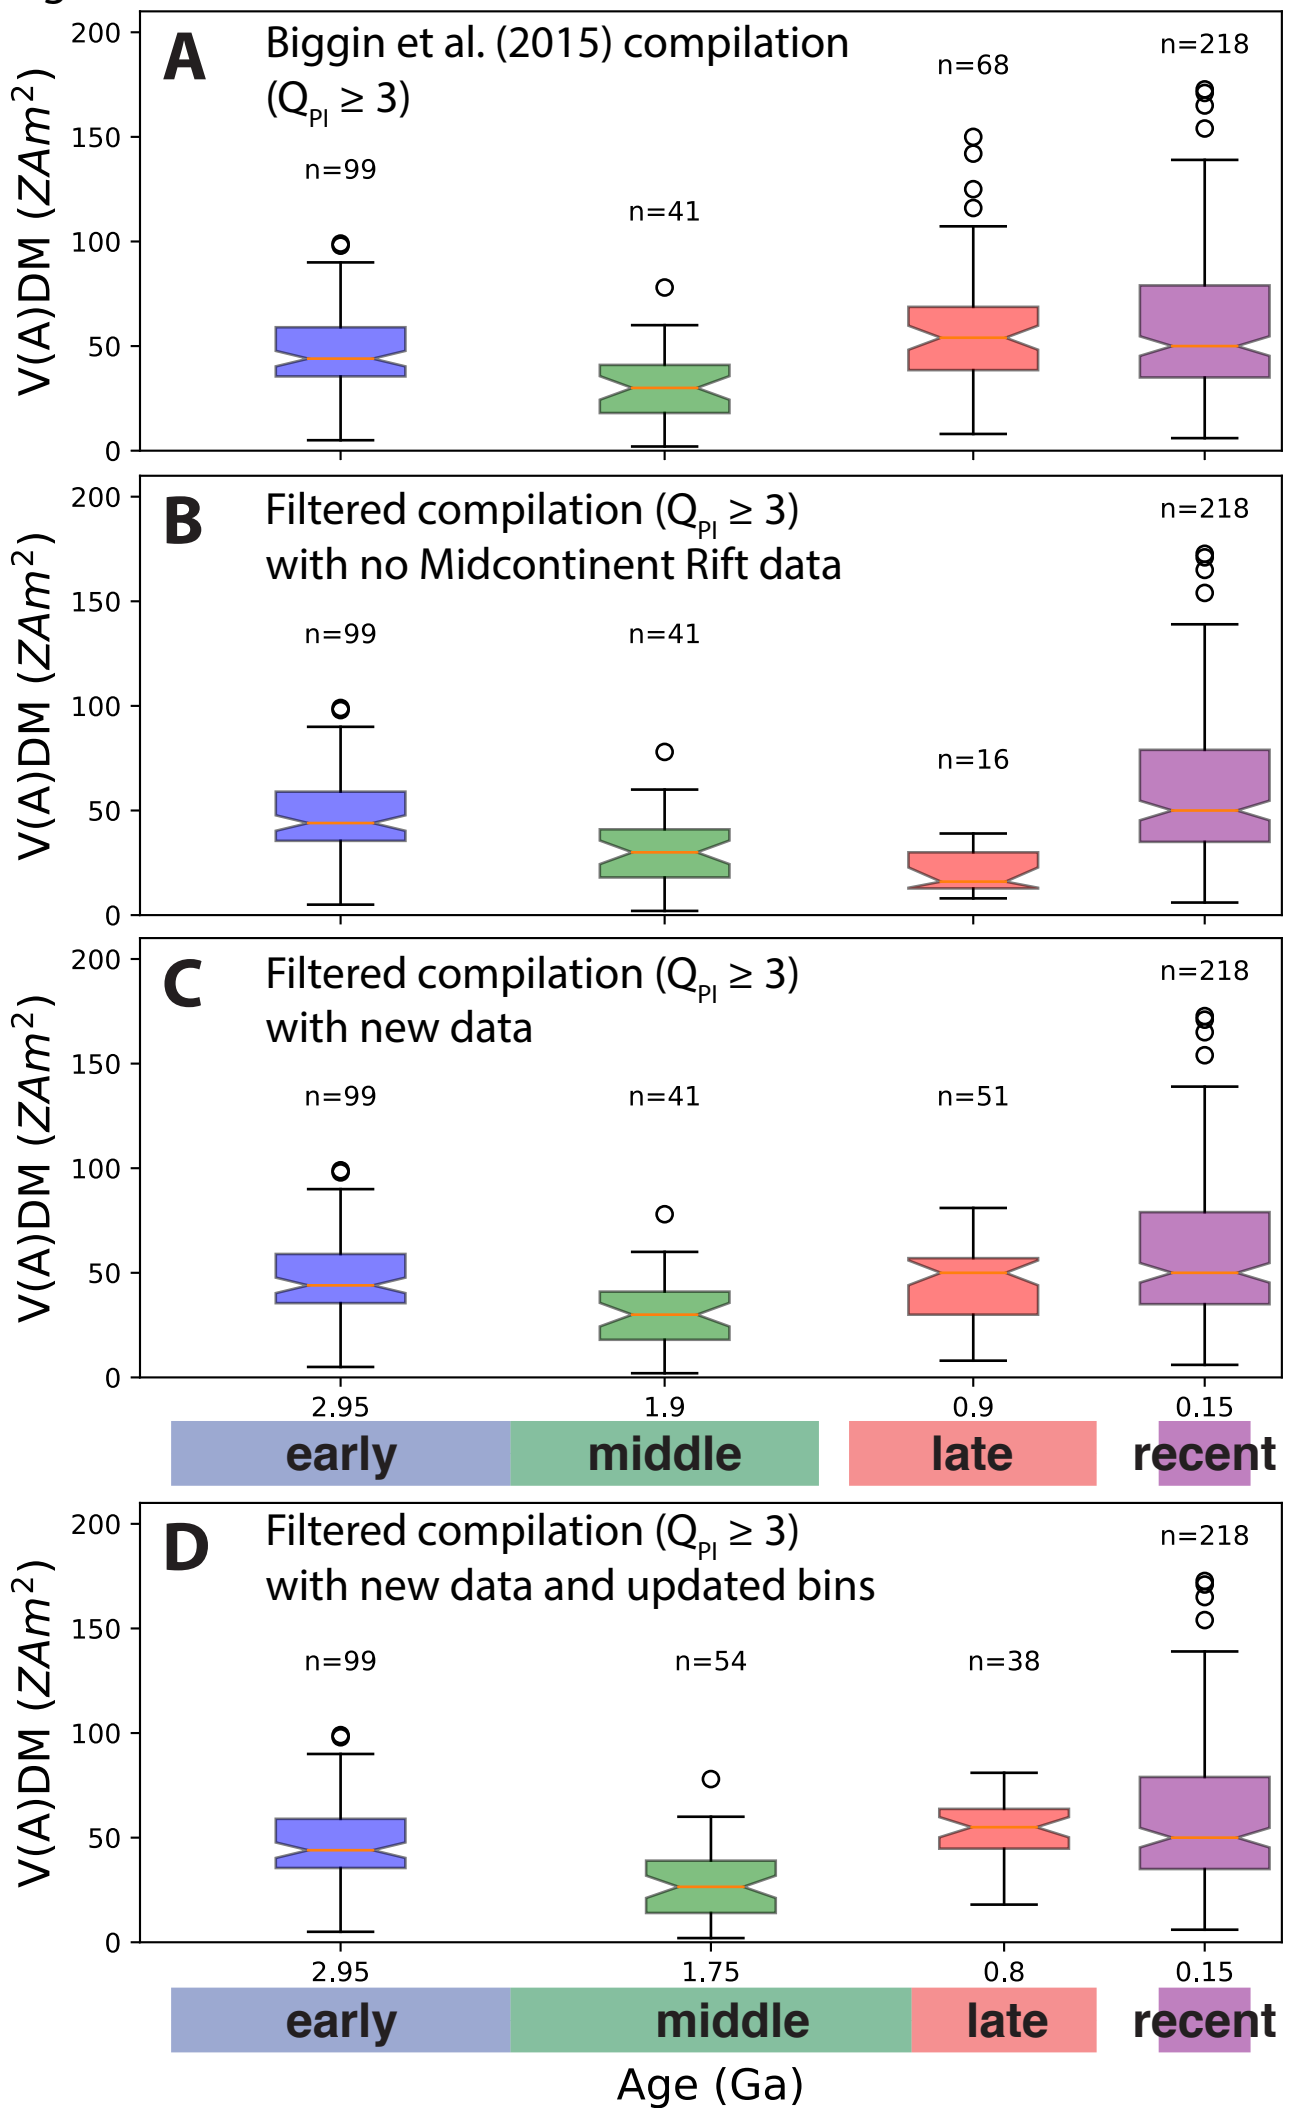 A
Biggin et al. (2015) compilation
(Q_PI ≥ 3)
V(A)DM (ZAm²)
200
150
100
50
0
n=99
n=41
n=68
n=218
B
Filtered compilation (Q_PI ≥ 3)
with no Midcontinent Rift data
V(A)DM (ZAm²)
200
150
100
50
0
n=99
n=41
n=16
n=218
C
Filtered compilation (Q_PI ≥ 3)
with new data
V(A)DM (ZAm²)
200
150
100
50
0
n=99
n=41
n=51
n=218
2.95 1.9 0.9 0.15
early middle late recent
D
Filtered compilation (Q_PI ≥ 3)
with new data and updated bins
V(A)DM (ZAm²)
200
150
100
50
0
n=99
n=54
n=38
n=218
2.95 1.75 0.8 0.15
early middle late recent
Age (Ga)